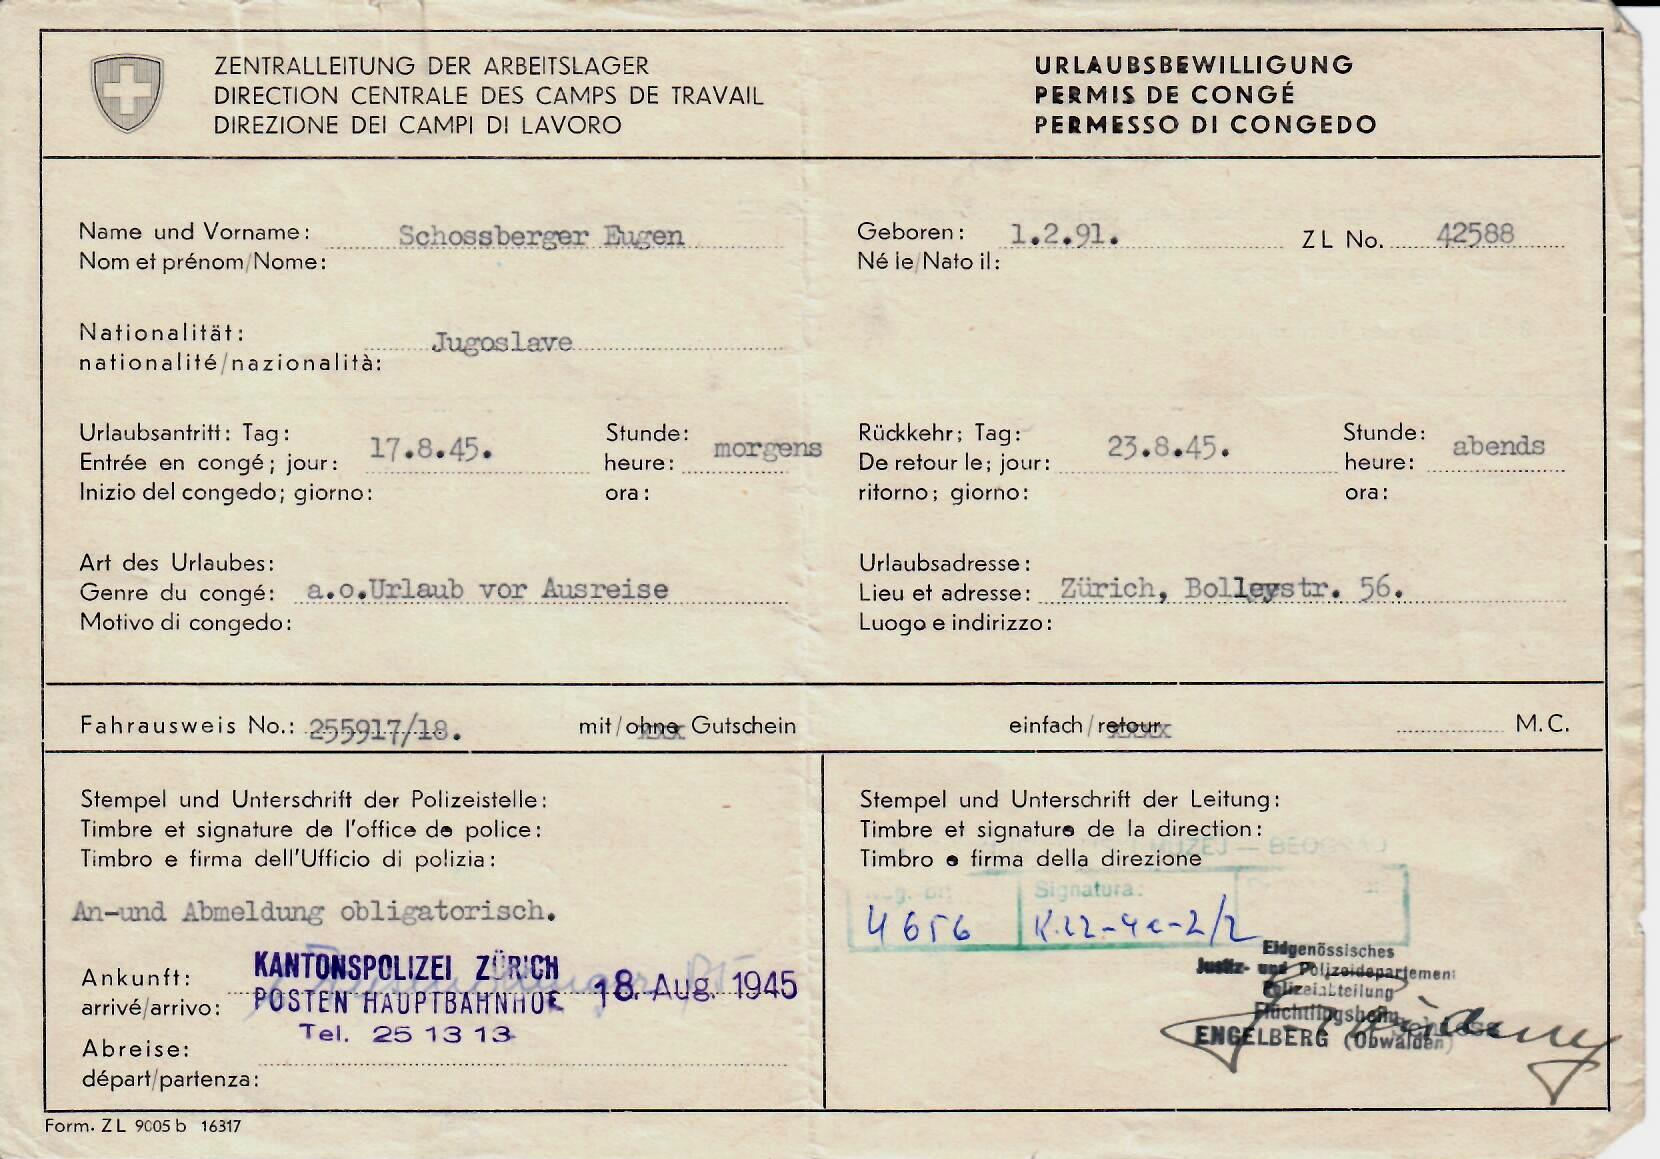 ZENTRALLEITUNG DER ARBEITSLAGER
DIRECTION CENTRALE DES CAMPS DE TRAVAIL
DIREZIONE DEI CAMPI DI LAVORO
URLAUBSBEWILLIGUNG
PERMIS DE CONGÉ
PERMESSO DI CONGEDO
Name und Vorname: Schossberger Eugen
Nom et prénom/Nome:
Geboren: 1.2.91. ZL No. 42588
Né le/Nato il:
Nationalität: Jugoslave
nationalité/nazionalità:
Urlaubsantritt: Tag: 17.8.45. Stunde: morgens
Entrée en congé; jour: heure:
Inizio del congedo; giorno: ora:
Rückkehr; Tag: 23.8.45. Stunde: abends
De retour le; jour: heure:
ritorno; giorno: ora:
Art des Urlaubes:
Genre du congé: a.o.Urlaub vor Ausreise
Motivo di congedo:
Urlaubsadresse:
Lieu et adresse: Zürich, Bolleystr. 56.
Luogo e indirizzo:
Fahrausweis No.: 255917/18. mit/ohne Gutschein einfach/retour M.C.
Stempel und Unterschrift der Polizeistelle:
Timbre et signature de l'office de police:
Timbro e firma dell'Ufficio di polizia:
An-und Abmeldung obligatorisch.
Ankunft:
arrivé/arrivo:
KANTONSPOLIZEI ZÜRICH
POSTEN HAUPTBAHNHOF 18. Aug. 1945
Tel. 25 13 13
Abreise:
départ/partenza:
Stempel und Unterschrift der Leitung:
Timbre et signature de la direction:
Timbro e firma della direzione
MUZEJ — BEOGRAD
Signatura:
4656 K.22-4a-2/2
Eidgenössisches
Justiz- und Polizeidepartement
Polizeiabteilung
Flüchtlingsheim
ENGELBERG (Obwalden)
Form. ZL 9005 b 16317